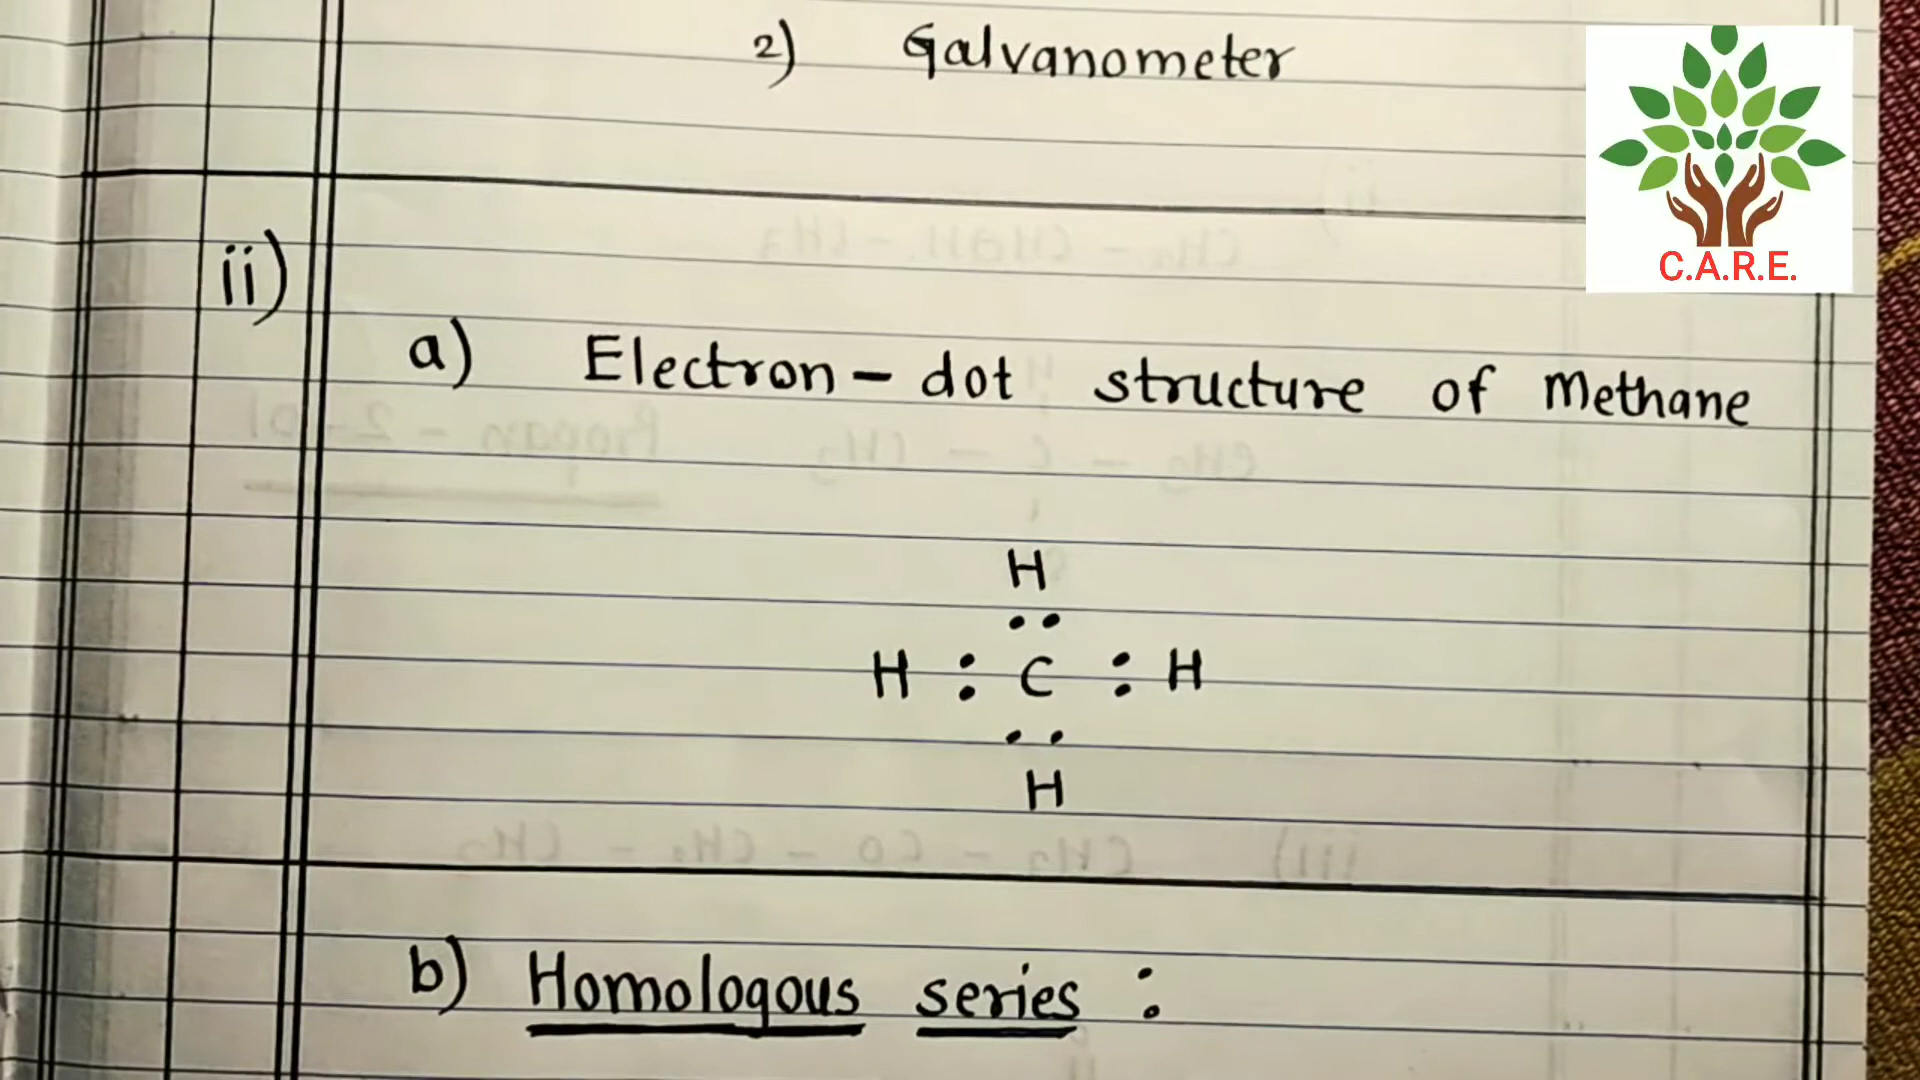 2) Galvanometer
C.A.R.E.
ii)
a) Electron - dot structure of Methane
H
••
H : C : H
••
H
b) Homologous series :